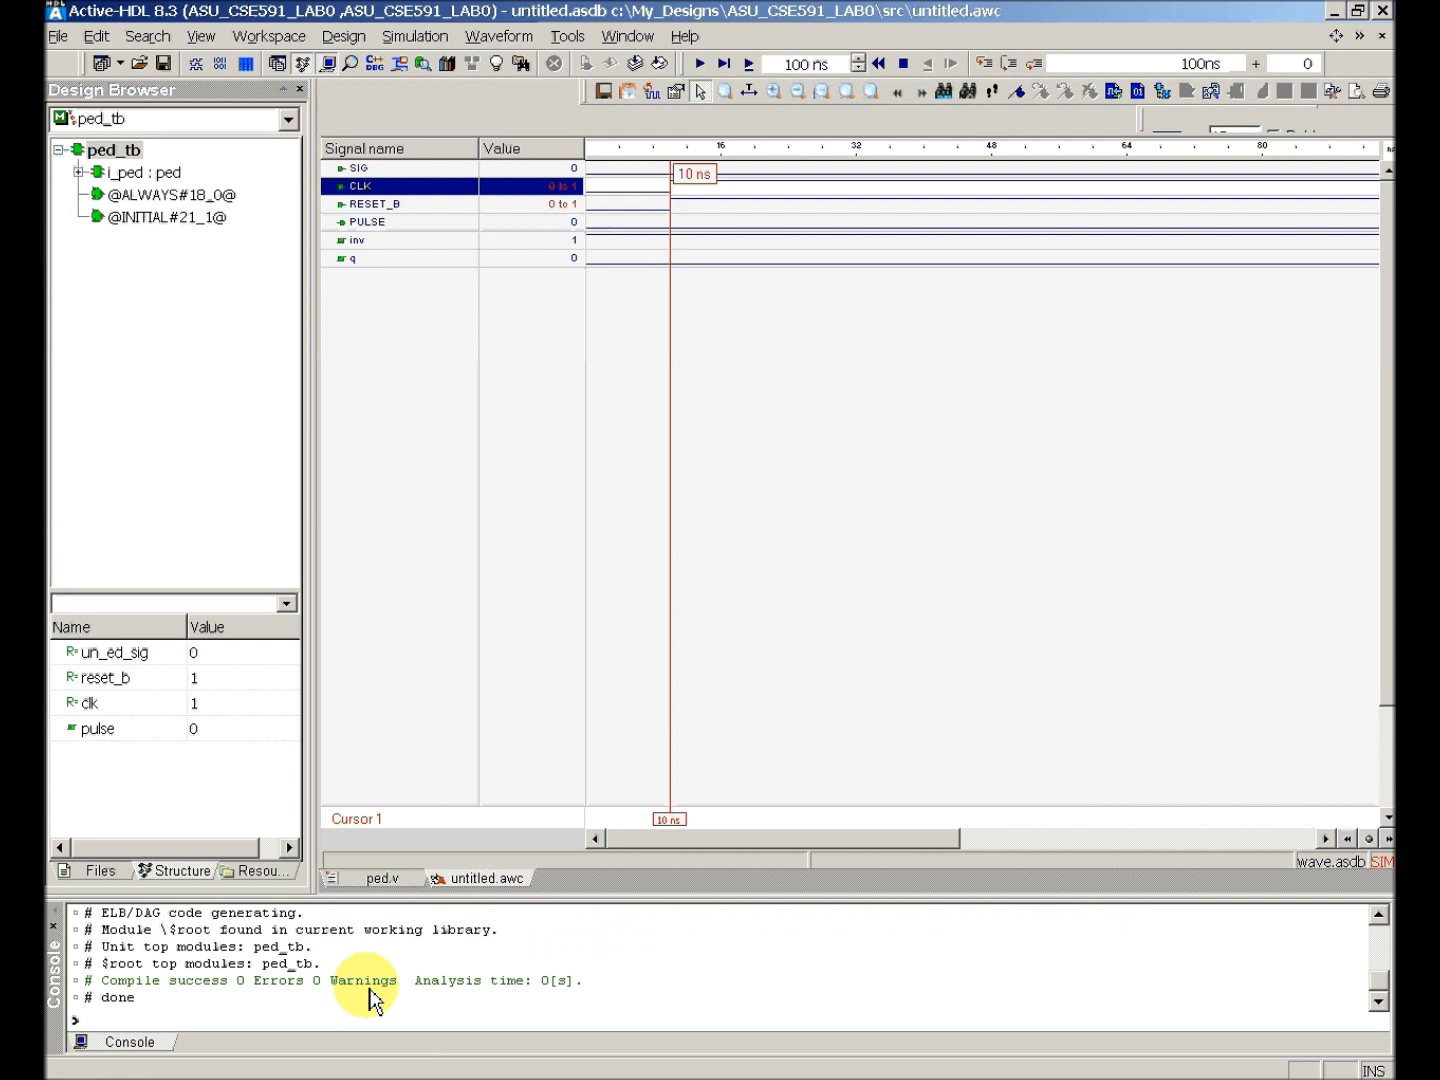 Active-HDL 8.3 (ASU_CSE591_LAB0 ,ASU_CSE591_LAB0) - untitled.asdb c:\My_Designs\ASU_CSE591_LAB0\src\untitled.awc
File Edit Search View Workspace Design Simulation Waveform Tools Window Help
100 ns 100ns + 0
Design Browser
ped_tb
ped_tb
i_ped : ped
@ALWAYS#18_0@
@INITIAL#21_1@
Signal name Value 16 32 48 64 80 ns
SIG 0
CLK 0 to 1
RESET_B 0 to 1
PULSE 0
inv 1
q 0
10 ns
Name Value
un_ed_sig 0
reset_b 1
clk 1
pulse 0
Cursor 1 10 ns
wave.asdb SIM
Files Structure Resou...
ped.v untitled.awc
Console
# ELB/DAG code generating.
# Module \$root found in current working library.
# Unit top modules: ped_tb.
# $root top modules: ped_tb.
# Compile success 0 Errors 0 Warnings Analysis time: 0[s].
# done
>
Console
INS